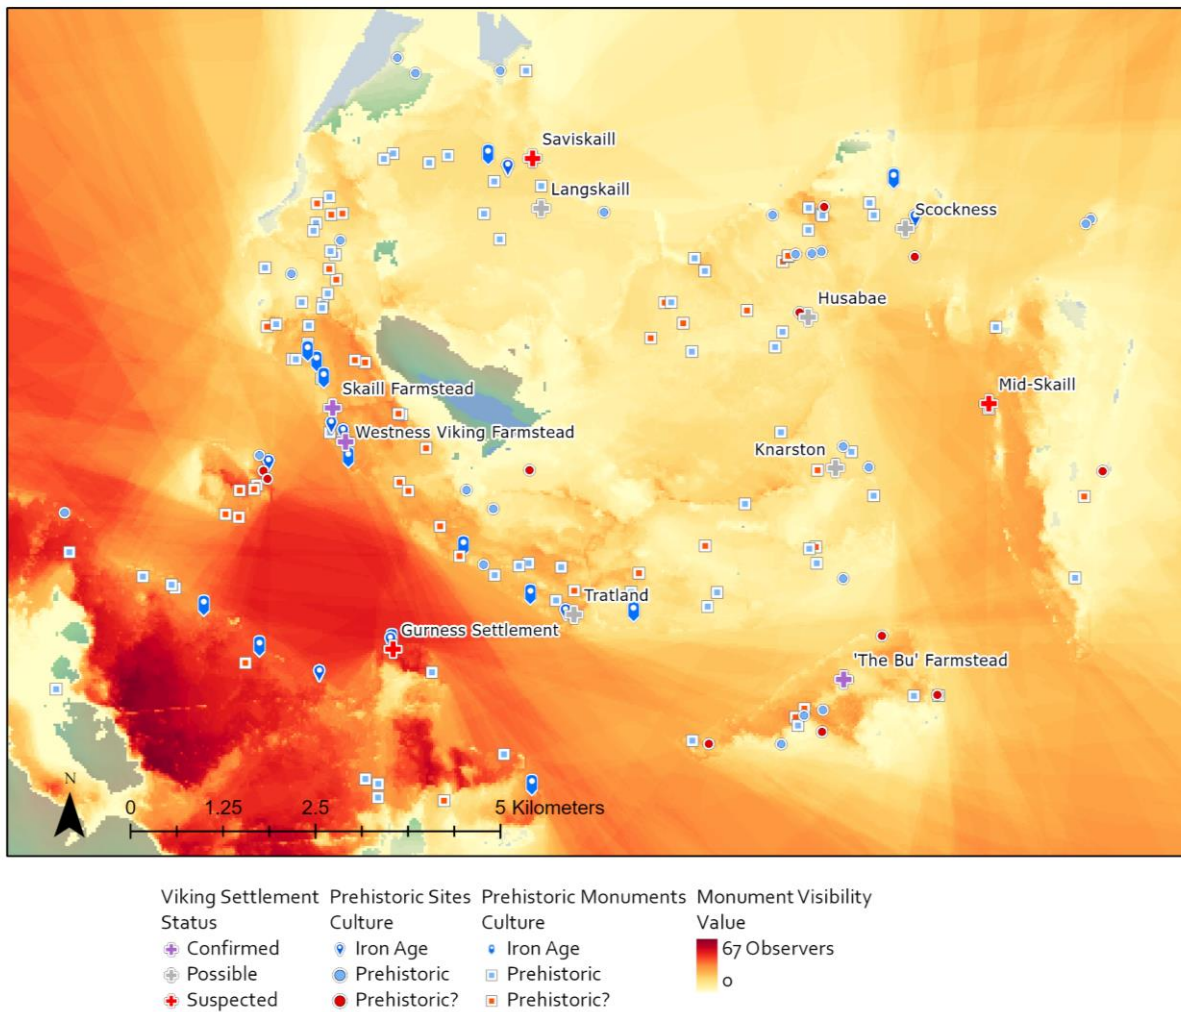 Saviskaill
Langskaill
Scockness
Husabae
Skaill Farmstead
Mid-Skaill
Westness Viking Farmstead
Knarston
Tratland
Gurness Settlement
'The Bu' Farmstead
N
0 1.25 2.5 5 Kilometers
Viking Settlement Prehistoric Sites Prehistoric Monuments Monument Visibility
Status Culture Culture Value
Confirmed Iron Age Iron Age 67 Observers
Possible Prehistoric Prehistoric 0
Suspected Prehistoric? Prehistoric?